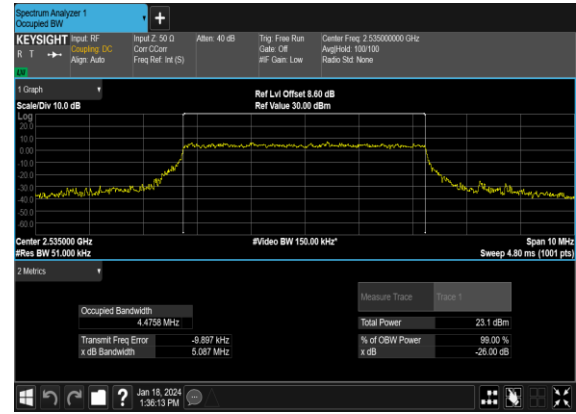 Spectrum Analyzer 1
Occupied BW
+
KEYSIGHT
R T
LW
Input: RF
Coupling: DC
Align: Auto
Input Z: 50 Ω
Corr CCorr
Freq Ref: Int (S)
Atten: 40 dB
Trig: Free Run
Gate: Off
#IF Gain: Low
Center Freq: 2.535000000 GHz
Avg|Hold: 100/100
Radio Std: None
1 Graph
Scale/Div 10.0 dB
Ref Lvl Offset 8.60 dB
Ref Value 30.00 dBm
Log
20.0
10.0
0.00
-10.0
-20.0
-30.0
-40.0
-50.0
-60.0
Center 2.535000 GHz
#Res BW 51.000 kHz
#Video BW 150.00 kHz*
Span 10 MHz
Sweep 4.80 ms (1001 pts)
2 Metrics
Occupied Bandwidth
4.4758 MHz
Transmit Freq Error -9.897 kHz
x dB Bandwidth 5.087 MHz
Measure Trace Trace 1
Total Power 23.1 dBm
% of OBW Power 99.00 %
x dB -26.00 dB
?
Jan 18, 2024
1:36:13 PM